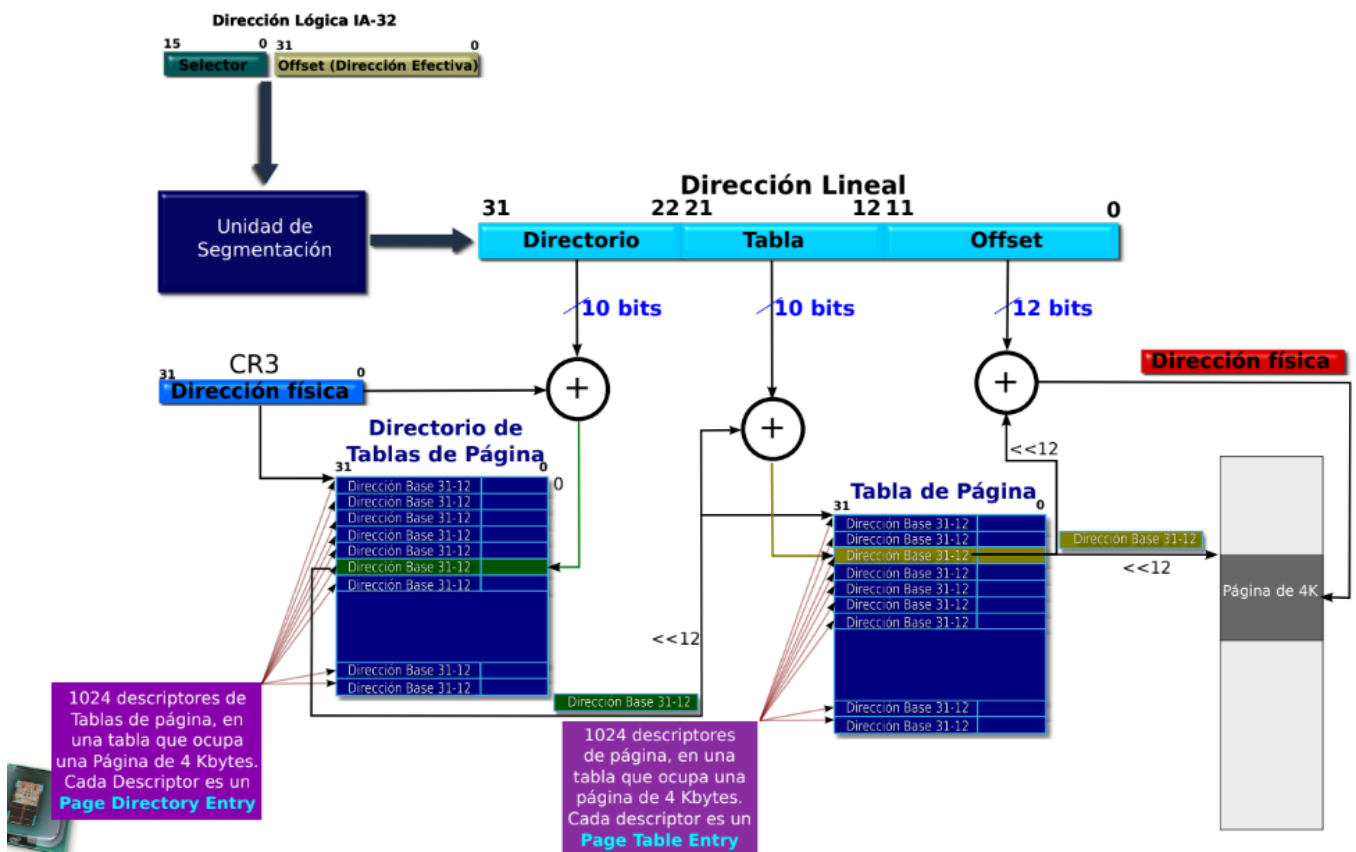 Dirección Lógica IA-32
15 0 31 0
Selector Offset (Dirección Efectiva)
Unidad de
Segmentación
Dirección Lineal
31 22 21 12 11 0
Directorio Tabla Offset
10 bits 10 bits 12 bits
CR3
31 0
Dirección física
+
+
+
Dirección física
<<12
Directorio de
Tablas de Página
31 0
0
Dirección Base 31-12
Dirección Base 31-12
Dirección Base 31-12
Dirección Base 31-12
Dirección Base 31-12
Dirección Base 31-12
Dirección Base 31-12
Dirección Base 31-12
Dirección Base 31-12
<<12
Dirección Base 31-12
Tabla de Página
31 0
Dirección Base 31-12
Dirección Base 31-12
Dirección Base 31-12
Dirección Base 31-12
Dirección Base 31-12
Dirección Base 31-12
Dirección Base 31-12
Dirección Base 31-12
Dirección Base 31-12
Dirección Base 31-12
<<12
Página de 4K
1024 descriptores de
Tablas de página, en
una tabla que ocupa
una Página de 4 Kbytes.
Cada Descriptor es un
Page Directory Entry
1024 descriptores
de página, en una
tabla que ocupa una
página de 4 Kbytes.
Cada descriptor es un
Page Table Entry